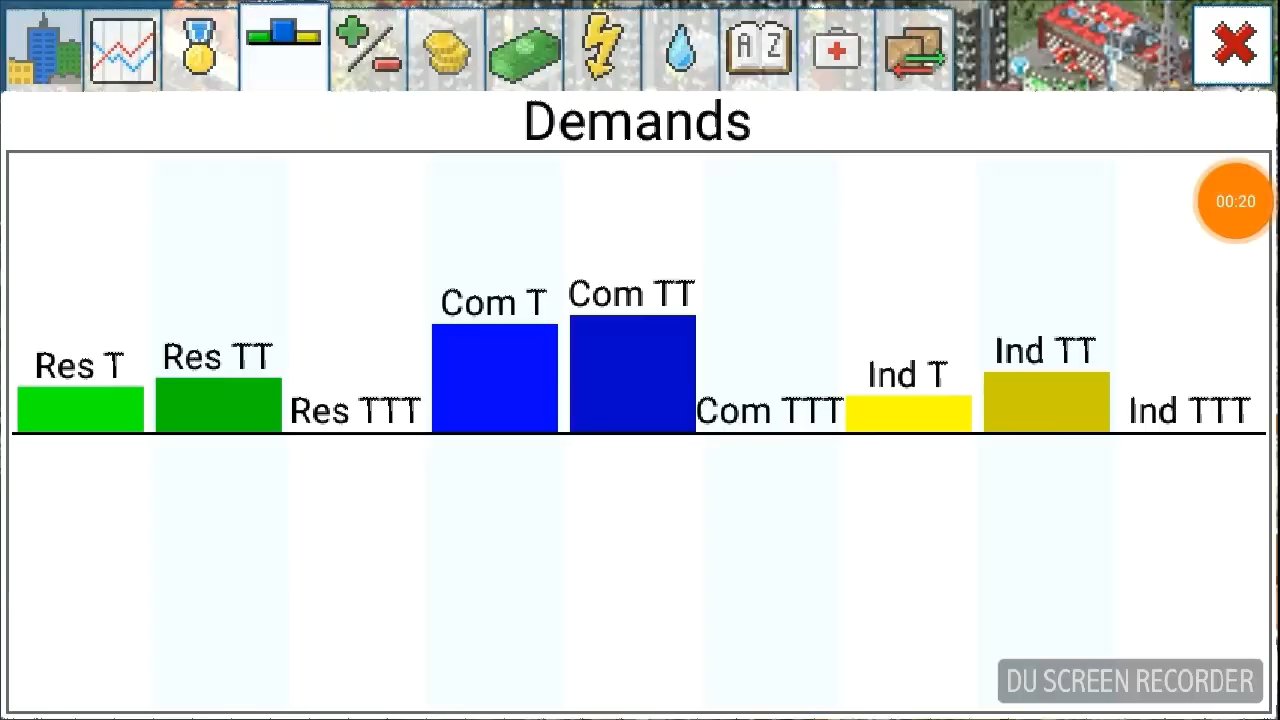 A Z
Demands
00:20
Res T
Res TT
Res TTT
Com T
Com TT
Com TTT
Ind T
Ind TT
Ind TTT
DU SCREEN RECORDER